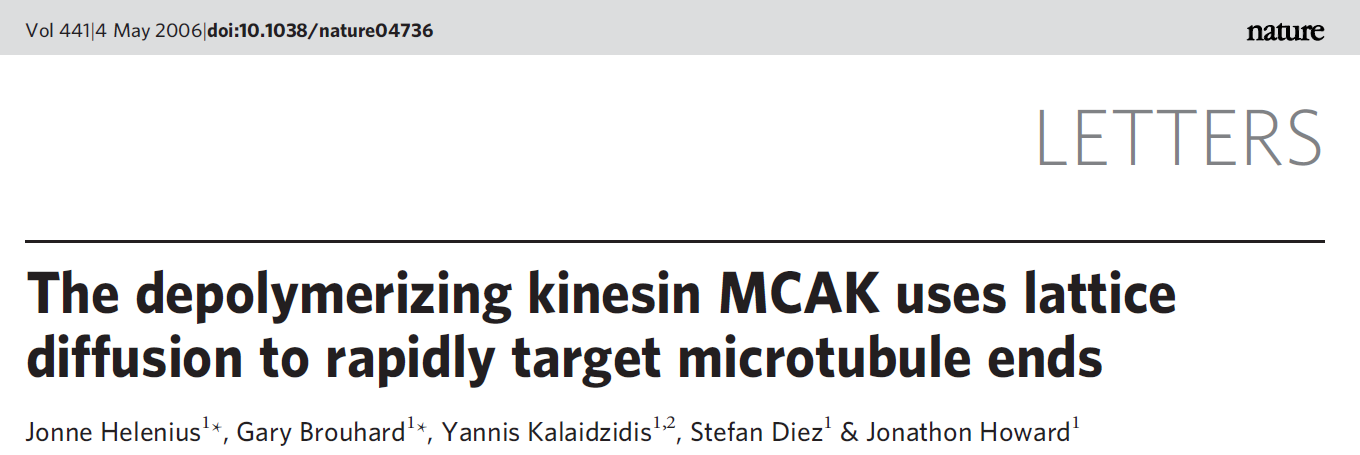 Vol 441|4 May 2006|doi:10.1038/nature04736
nature
LETTERS
The depolymerizing kinesin MCAK uses lattice
diffusion to rapidly target microtubule ends
Jonne Helenius1*, Gary Brouhard1*, Yannis Kalaidzidis1,2, Stefan Diez1 & Jonathon Howard1